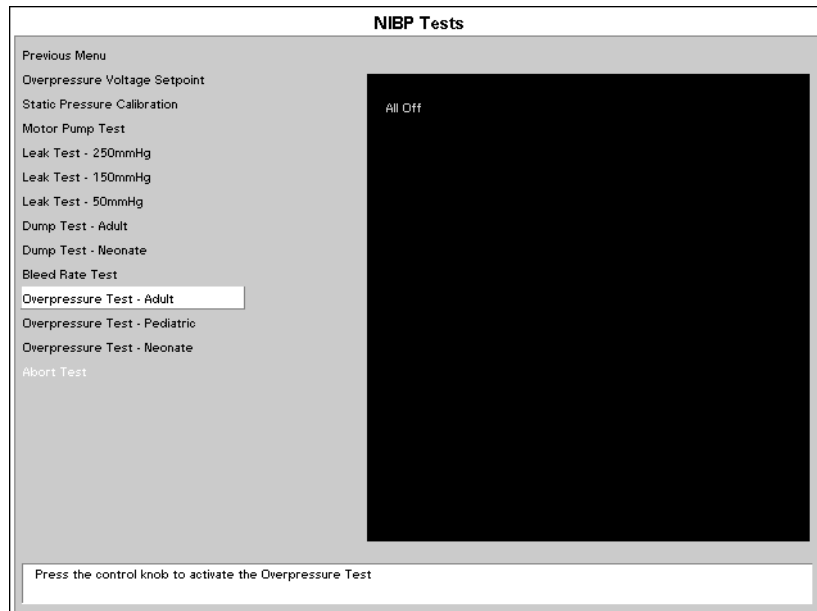 NIBP Tests
Previous Menu
Overpressure Voltage Setpoint
Static Pressure Calibration
All Off
Motor Pump Test
Leak Test - 250mmHg
Leak Test - 150mmHg
Leak Test - 50mmHg
Dump Test - Adult
Dump Test - Neonate
Bleed Rate Test
Overpressure Test - Adult
Overpressure Test - Pediatric
Overpressure Test - Neonate
Abort Test
Press the control knob to activate the Overpressure Test